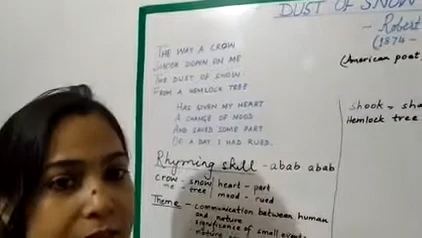 DUST OF SNOW
- Robert
(1874 -
(American poet
THE WAY A CROW
DOWN ON ME
THE DUST OF SNOW
FROM A HEMLOCK TREE
HAS GIVEN MY HEART
A CHANGE OF MOOD
AND SAVED SOME PART
OF A DAY I HAD RUED.
shook - sha
Hemlock tree
Rhyming skill - abab abab
crow - snow heart - part
me - tree mood - rued
Theme - communication between human
and nature
significance of small